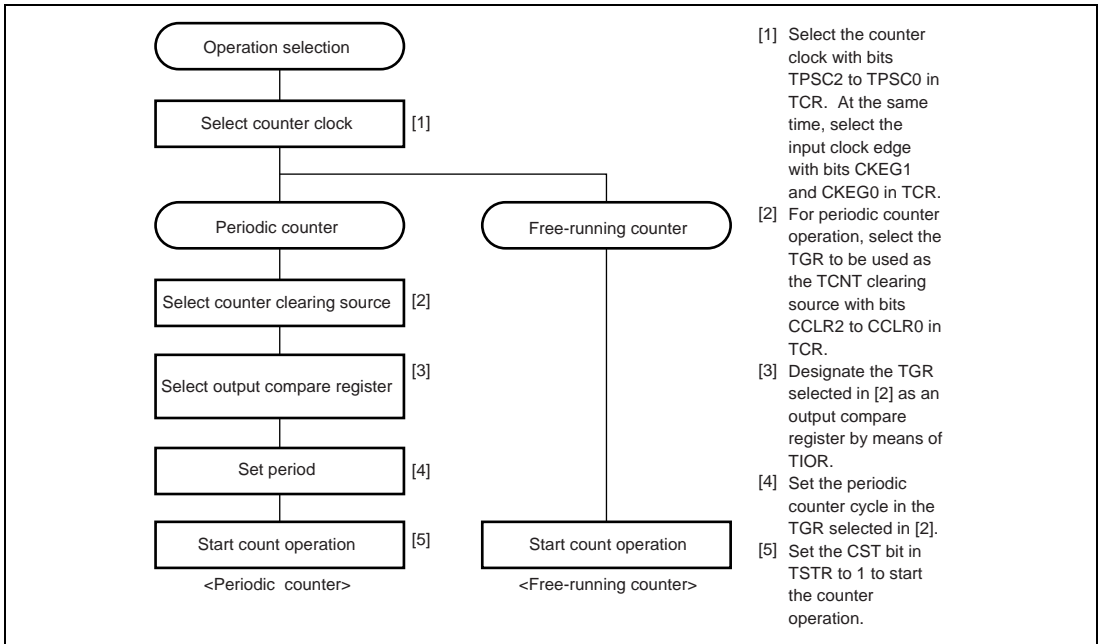 Operation selection
Select counter clock
[1]
Periodic counter
Free-running counter
Select counter clearing source
[2]
Select output compare register
[3]
Set period
[4]
Start count operation
[5]
<Periodic counter>
Start count operation
<Free-running counter>
[1] Select the counter
clock with bits
TPSC2 to TPSC0 in
TCR. At the same
time, select the
input clock edge
with bits CKEG1
and CKEG0 in TCR.
[2] For periodic counter
operation, select the
TGR to be used as
the TCNT clearing
source with bits
CCLR2 to CCLR0 in
TCR.
[3] Designate the TGR
selected in [2] as an
output compare
register by means of
TIOR.
[4] Set the periodic
counter cycle in the
TGR selected in [2].
[5] Set the CST bit in
TSTR to 1 to start
the counter
operation.